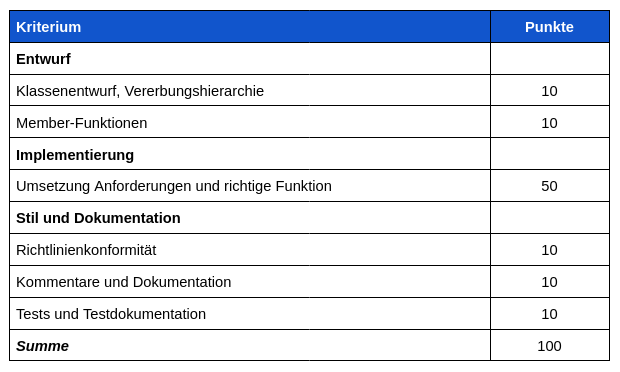 Kriterium Punkte
Entwurf
Klassenentwurf, Vererbungshierarchie 10
Member-Funktionen 10
Implementierung
Umsetzung Anforderungen und richtige Funktion 50
Stil und Dokumentation
Richtlinienkonformität 10
Kommentare und Dokumentation 10
Tests und Testdokumentation 10
Summe 100